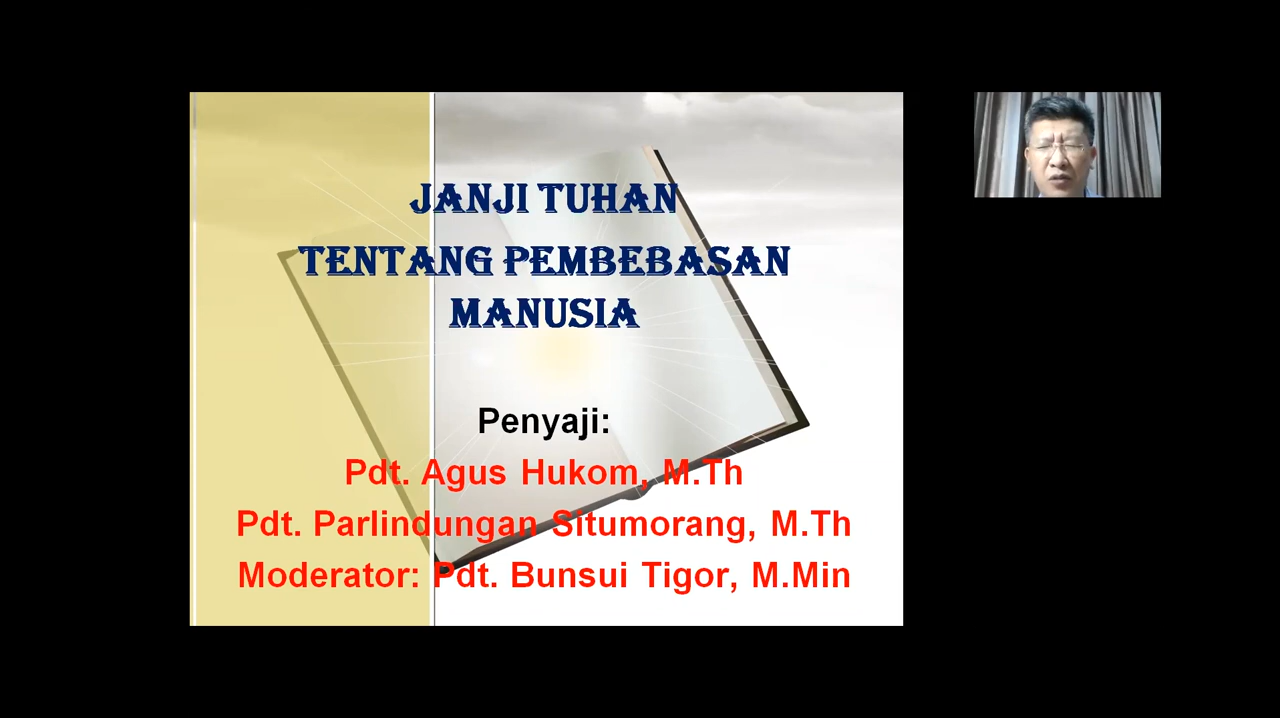 JANJI TUHAN
TENTANG PEMBEBASAN
MANUSIA
Penyaji:
Pdt. Agus Hukom, M.Th
Pdt. Parlindungan Situmorang, M.Th
Moderator: Pdt. Bunsui Tigor, M.Min